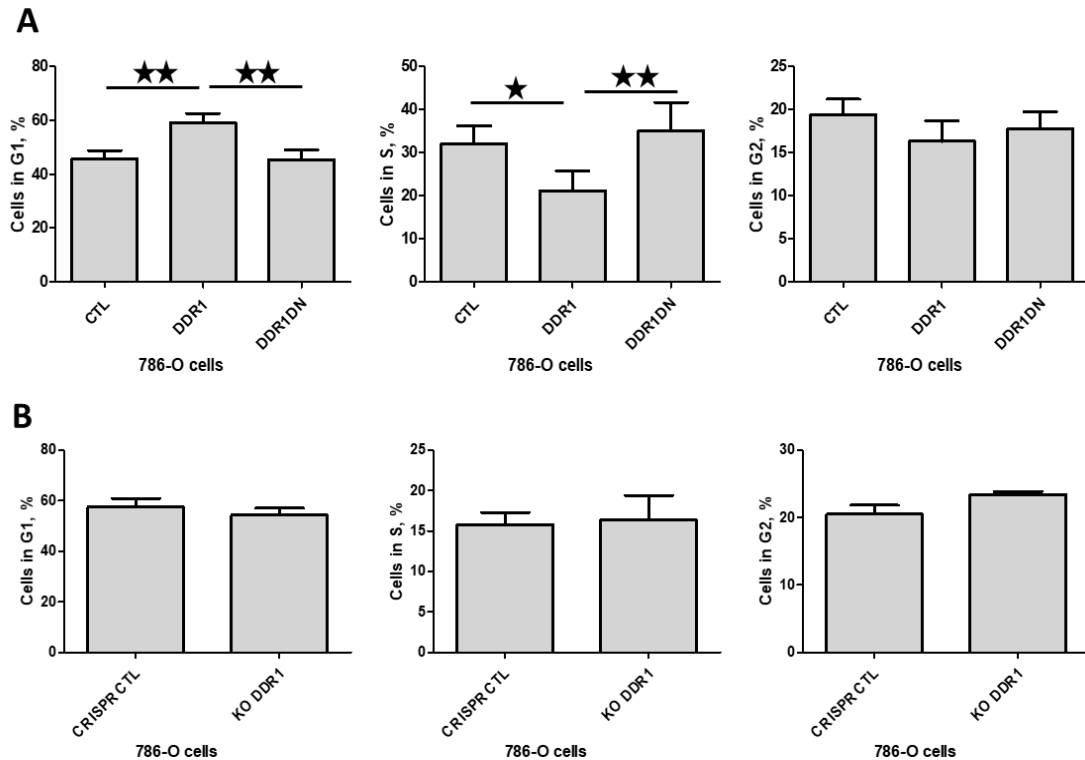 A
Cells in G1, %
80
60
40
20
0
★★ ★★
CTL
DDR1
DDR1DN
786-O cells
Cells in S, %
50
40
30
20
10
0
★ ★★
CTL
DDR1
DDR1DN
786-O cells
Cells in G2, %
25
20
15
10
5
0
CTL
DDR1
DDR1DN
786-O cells
B
Cells in G1, %
80
60
40
20
0
CRISPR CTL
KO DDR1
786-O cells
Cells in S, %
25
20
15
10
5
0
CRISPR CTL
KO DDR1
786-O cells
Cells in G2, %
30
20
10
0
CRISPR CTL
KO DDR1
786-O cells